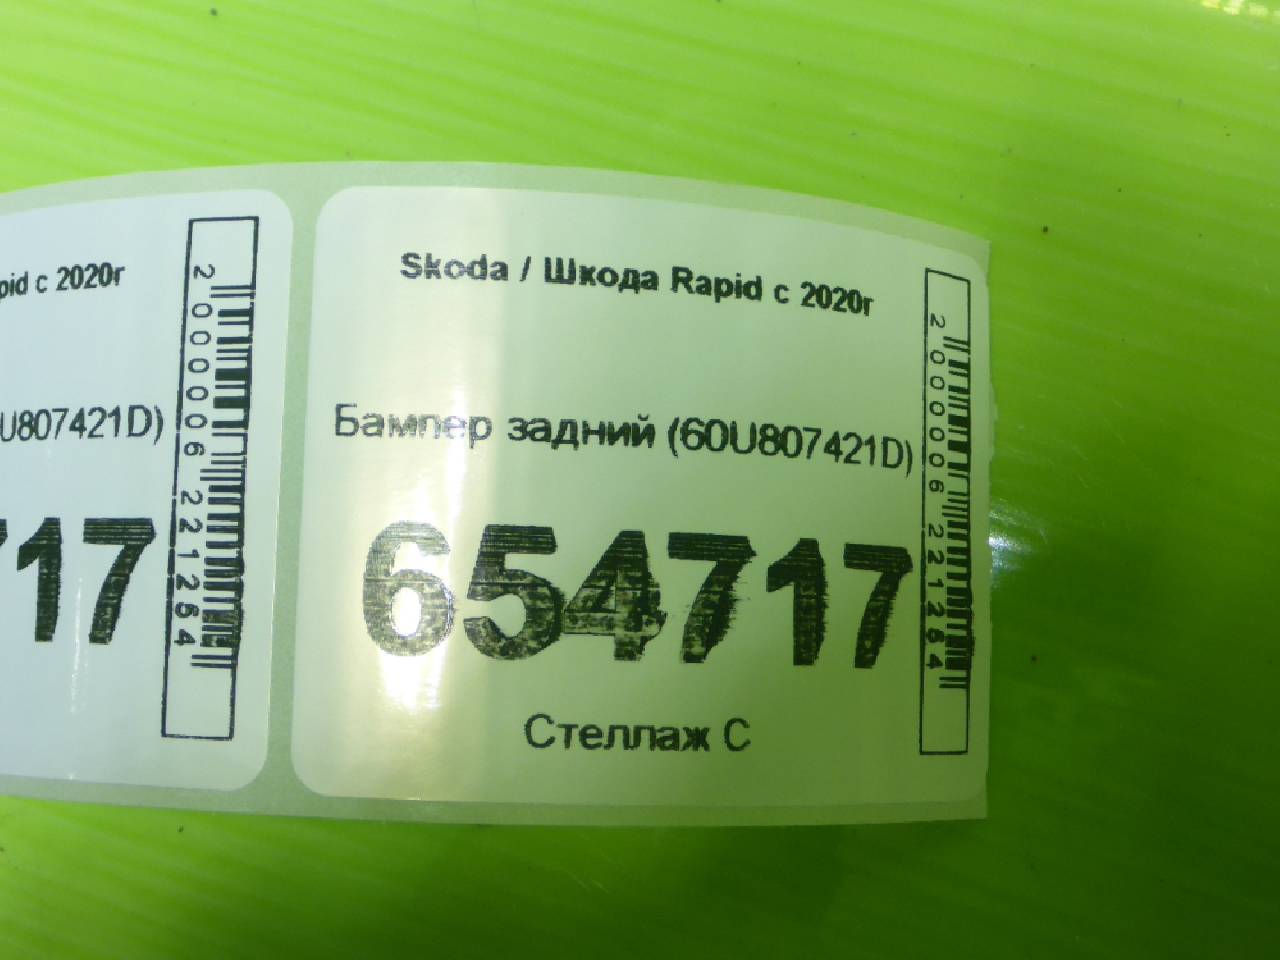 pid с 2020г
U807421D)
717
2000006221264
Skoda / Шкода Rapid с 2020г
Бампер задний (60U807421D)
654717
Стеллаж С
2000006221264